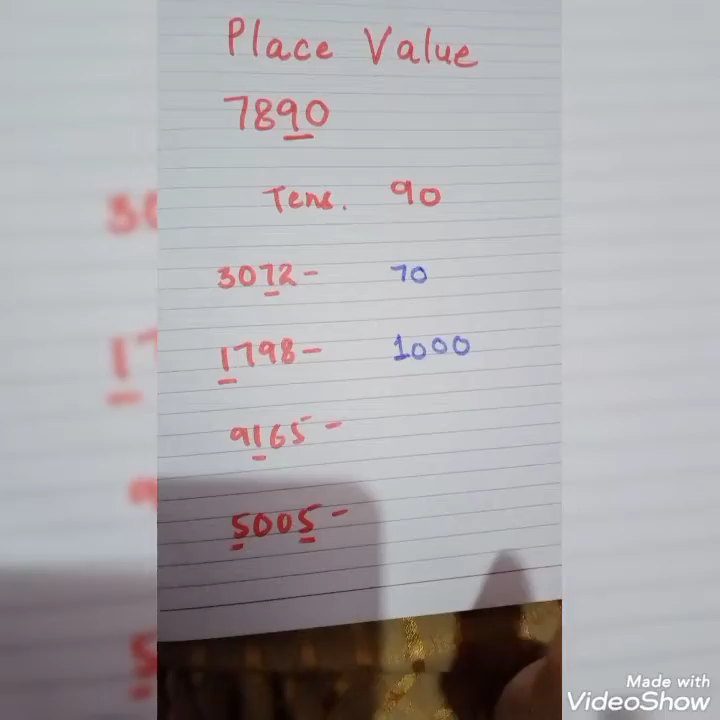 Place Value
7890
Tens. 90
3072 - 70
1798 - 1000
9165 -
5005 -
Made with
VideoShow